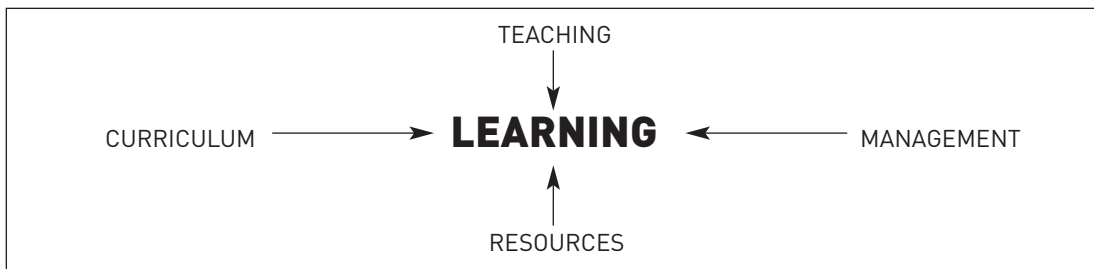 TEACHING
CURRICULUM LEARNING MANAGEMENT
RESOURCES